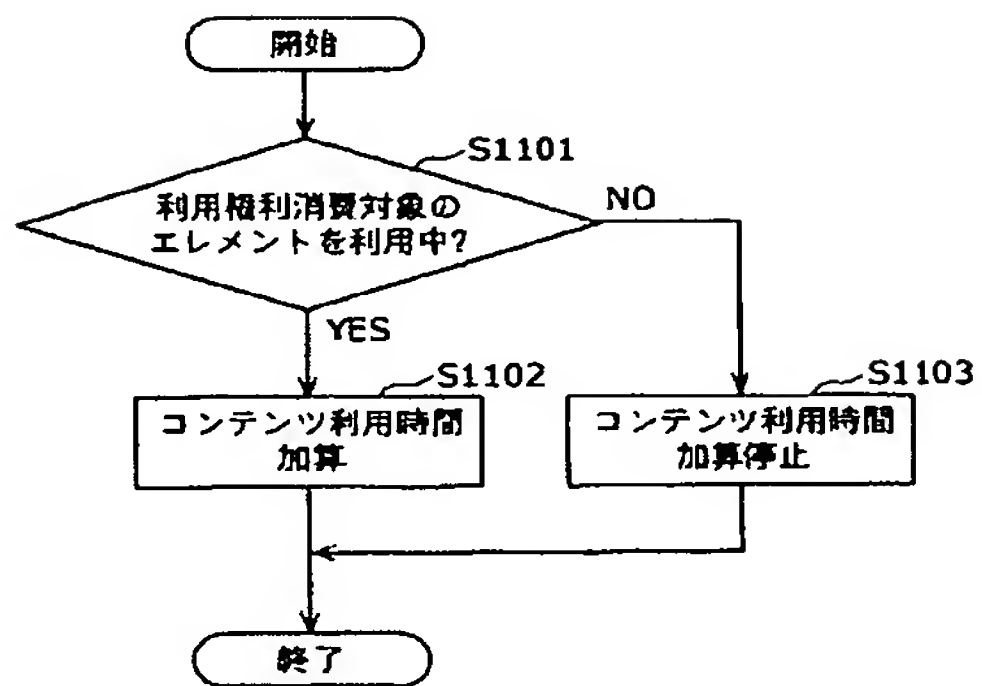 開始
S1101
利用権利消費対象の
エレメントを利用中?
NO
YES
S1102
コンテンツ利用時間
加算
S1103
コンテンツ利用時間
加算停止
終了